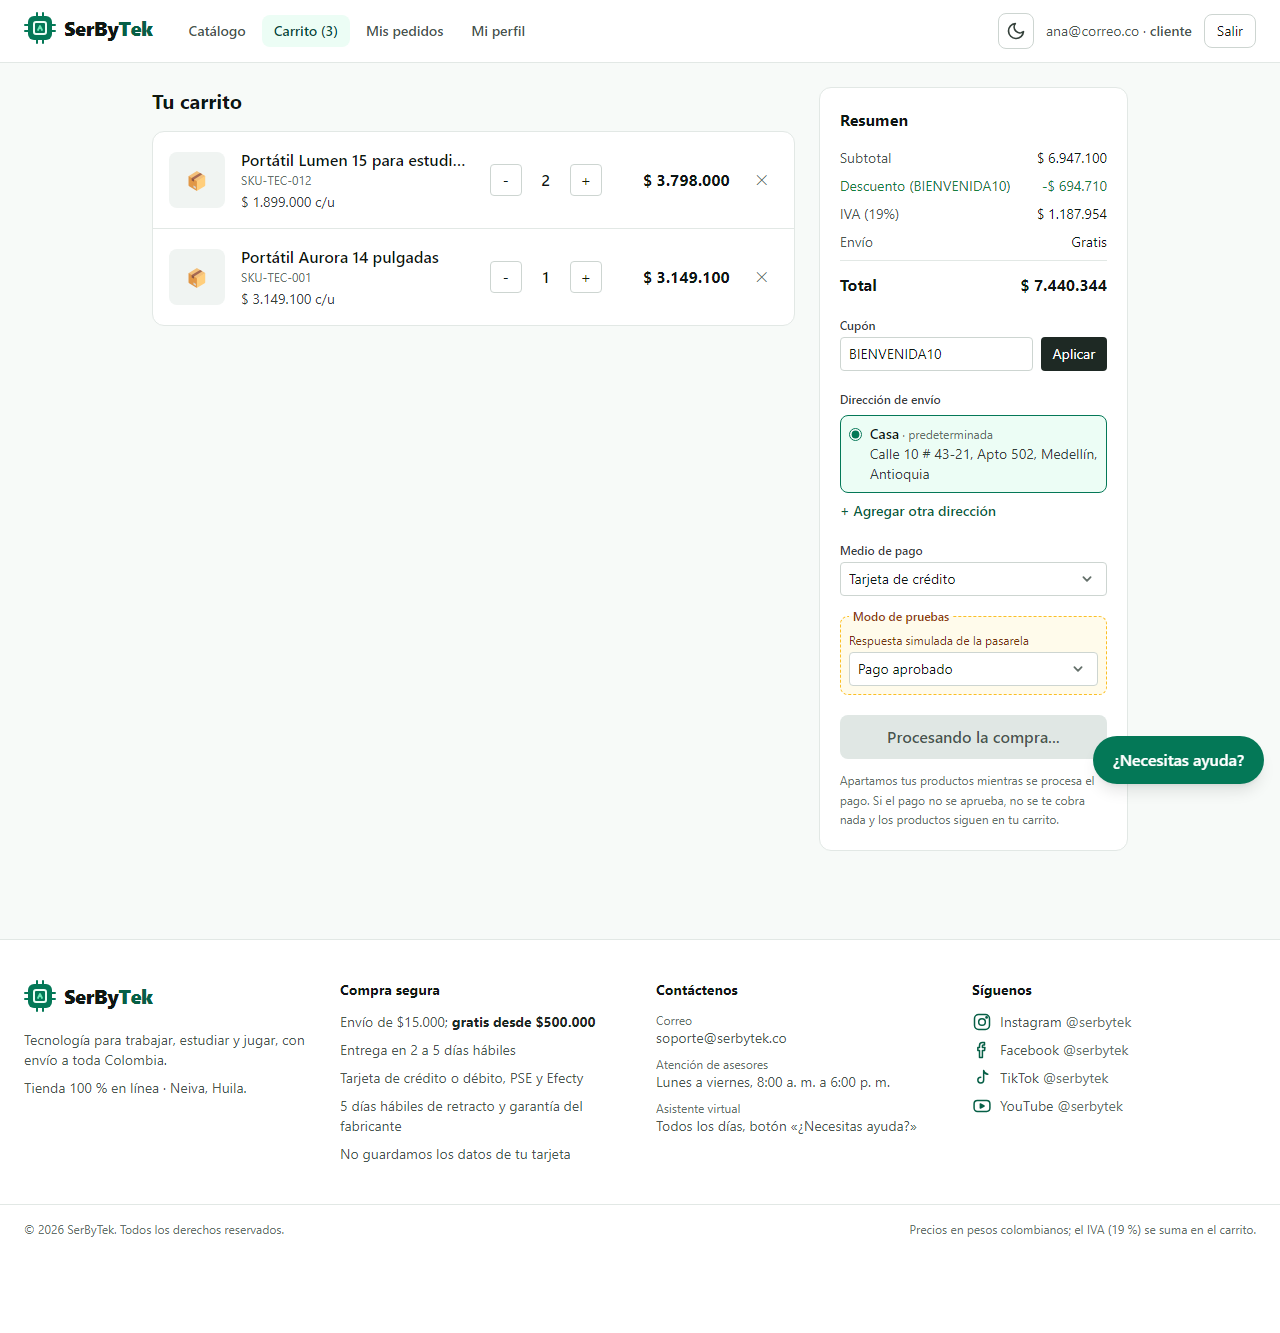 SerByTek
Catálogo
Carrito (3)
Mis pedidos
Mi perfil
ana@correo.co · cliente
Salir
Tu carrito
Portátil Lumen 15 para estudi...
SKU-TEC-012
$ 1.899.000 c/u
-
2
+
$ 3.798.000
Portátil Aurora 14 pulgadas
SKU-TEC-001
$ 3.149.100 c/u
-
1
+
$ 3.149.100
Resumen
Subtotal $ 6.947.100
Descuento (BIENVENIDA10) -$ 694.710
IVA (19%) $ 1.187.954
Envío Gratis
Total $ 7.440.344
Cupón
BIENVENIDA10
Aplicar
Dirección de envío
Casa · predeterminada
Calle 10 # 43-21, Apto 502, Medellín,
Antioquia
+ Agregar otra dirección
Medio de pago
Tarjeta de crédito
Modo de pruebas
Respuesta simulada de la pasarela
Pago aprobado
Procesando la compra...
¿Necesitas ayuda?
Apartamos tus productos mientras se procesa el
pago. Si el pago no se aprueba, no se te cobra
nada y los productos siguen en tu carrito.
SerByTek
Tecnología para trabajar, estudiar y jugar, con
envío a toda Colombia.
Tienda 100 % en línea · Neiva, Huila.
Compra segura
Envío de $15.000; gratis desde $500.000
Entrega en 2 a 5 días hábiles
Tarjeta de crédito o débito, PSE y Efecty
5 días hábiles de retracto y garantía del
fabricante
No guardamos los datos de tu tarjeta
Contáctenos
Correo
soporte@serbytek.co
Atención de asesores
Lunes a viernes, 8:00 a. m. a 6:00 p. m.
Asistente virtual
Todos los días, botón «¿Necesitas ayuda?»
Síguenos
Instagram @serbytek
Facebook @serbytek
TikTok @serbytek
YouTube @serbytek
© 2026 SerByTek. Todos los derechos reservados.
Precios en pesos colombianos; el IVA (19 %) se suma en el carrito.